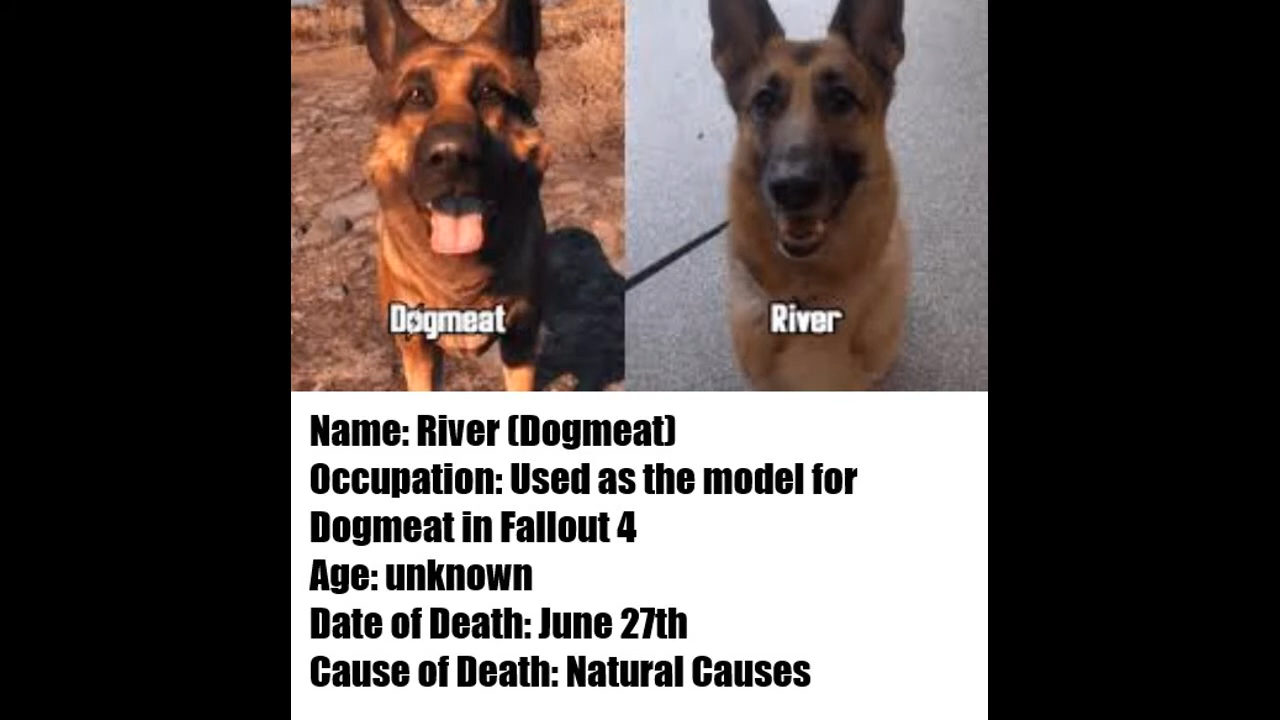 Dogmeat
River
Name: River (Dogmeat)
Occupation: Used as the model for
Dogmeat in Fallout 4
Age: unknown
Date of Death: June 27th
Cause of Death: Natural Causes